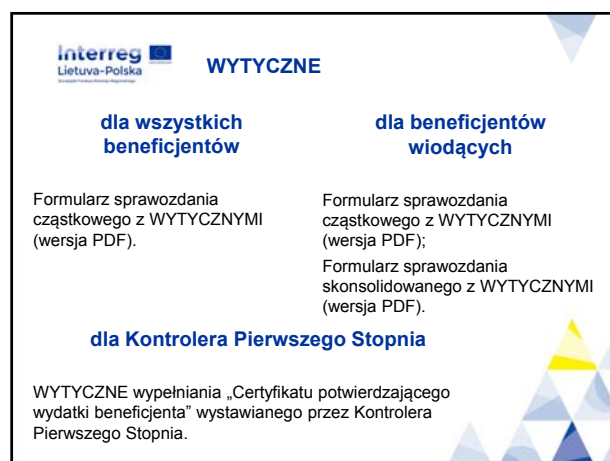 Interreg
Lietuva-Polska
WYTYCZNE
dla wszystkich
beneficjentów
Formularz sprawozdania
cząstkowego z WYTYCZNYMI
(wersja PDF).
dla beneficjentów
wiodących
Formularz sprawozdania
cząstkowego z WYTYCZNYMI
(wersja PDF);
Formularz sprawozdania
skonsolidowanego z WYTYCZNYMI
(wersja PDF).
dla Kontrolera Pierwszego Stopnia
WYTYCZNE wypełniania „Certyfikatu potwierdzającego
wydatki beneficjenta” wystawianego przez Kontrolera
Pierwszego Stopnia.